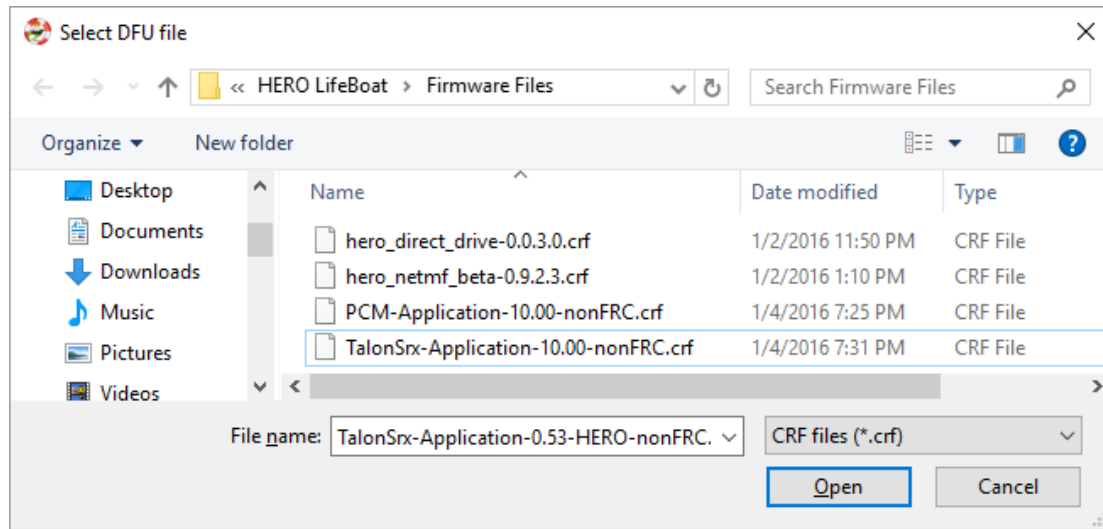 Select DFU file
« HERO LifeBoat > Firmware Files
Search Firmware Files
Organize New folder
Desktop
Documents
Downloads
Music
Pictures
Videos
Name Date modified Type
hero_direct_drive-0.0.3.0.crf 1/2/2016 11:50 PM CRF File
hero_netmf_beta-0.9.2.3.crf 1/2/2016 1:10 PM CRF File
PCM-Application-10.00-nonFRC.crf 1/4/2016 7:25 PM CRF File
TalonSrx-Application-10.00-nonFRC.crf 1/4/2016 7:31 PM CRF File
File name: TalonSrx-Application-0.53-HERO-nonFRC. CRF files (*.crf)
Open Cancel